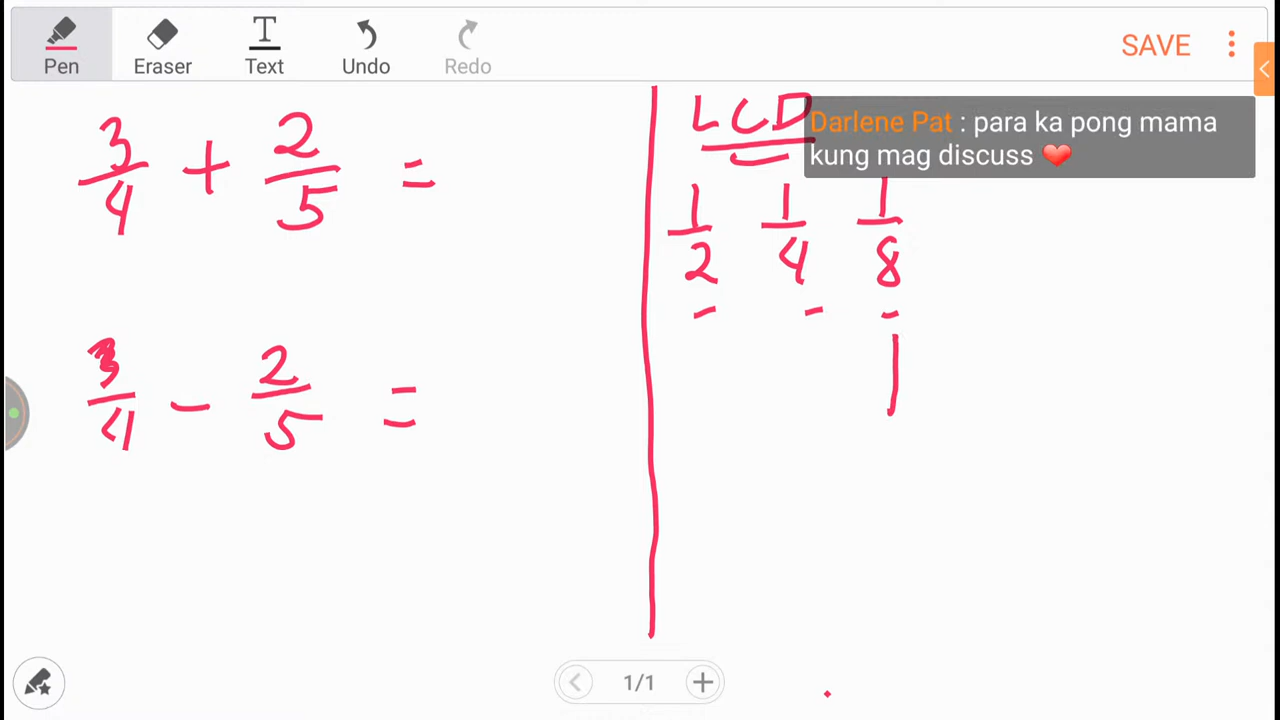 Pen Eraser Text Undo Redo SAVE
T
3/4 + 2/5 =
3/4 - 2/5 =
LCD
Darlene Pat : para ka pong mama
kung mag discuss ❤️
1/2 1/4 1/8
1/1